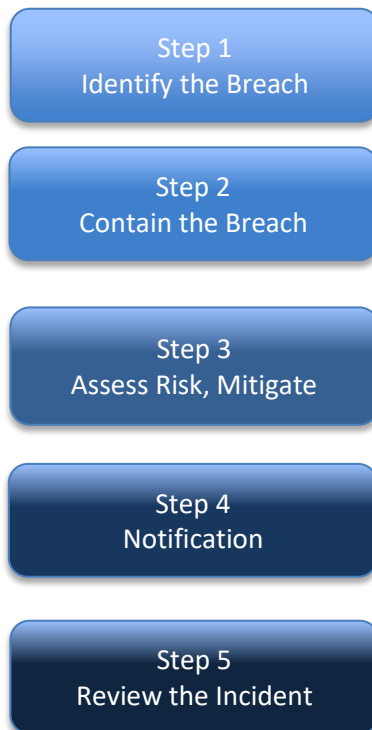 Step 1
Identify the Breach
Step 2
Contain the Breach
Step 3
Assess Risk, Mitigate
Step 4
Notification
Step 5
Review the Incident